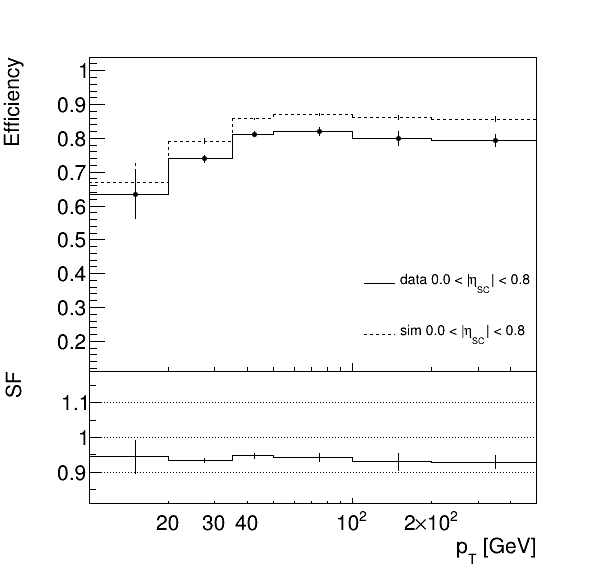 Efficiency
1
0.9
0.8
0.7
0.6
0.5
0.4
0.3
0.2
data 0.0 < |η_SC| < 0.8
sim 0.0 < |η_SC| < 0.8
SF
1.1
1
0.9
20 30 40 10² 2×10²
p_T [GeV]